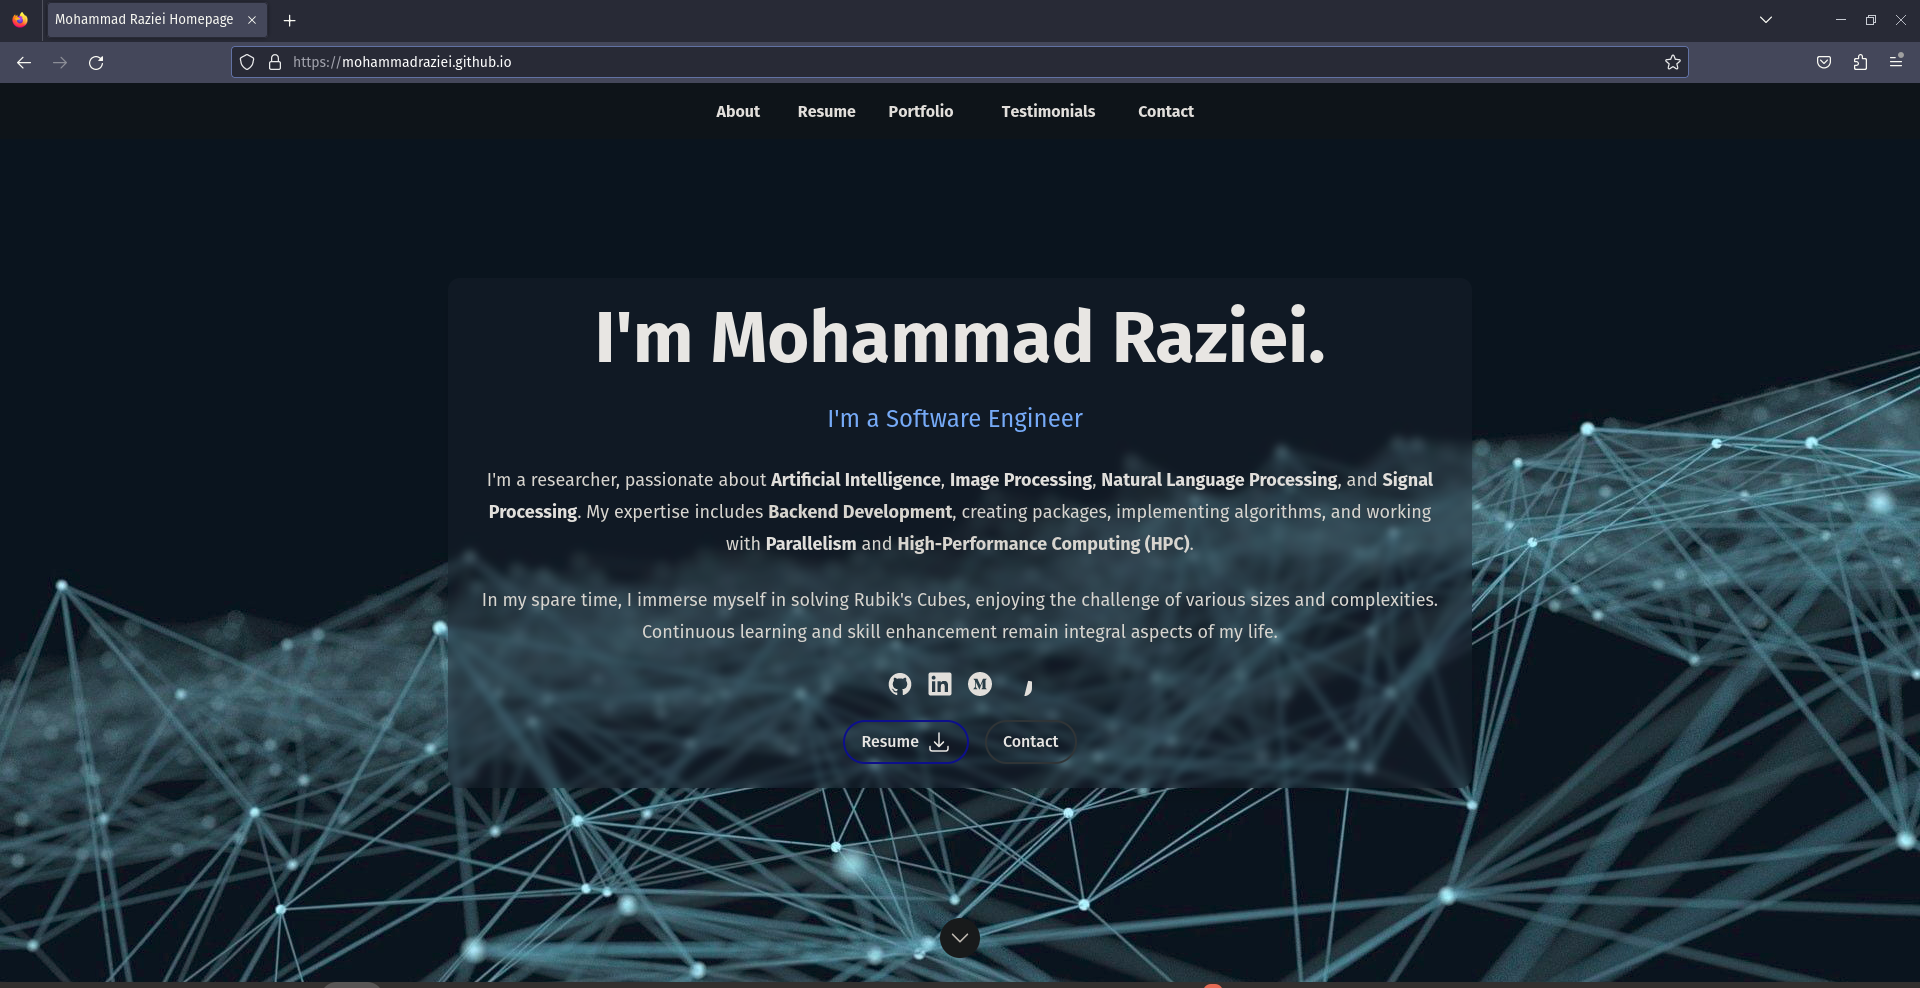 Mohammad Raziei Homepage
https://mohammadraziei.github.io
About Resume Portfolio Testimonials Contact
I'm Mohammad Raziei.
I'm a Software Engineer
I'm a researcher, passionate about Artificial Intelligence, Image Processing, Natural Language Processing, and Signal
Processing. My expertise includes Backend Development, creating packages, implementing algorithms, and working
with Parallelism and High-Performance Computing (HPC).
In my spare time, I immerse myself in solving Rubik's Cubes, enjoying the challenge of various sizes and complexities.
Continuous learning and skill enhancement remain integral aspects of my life.
in M
Resume Contact